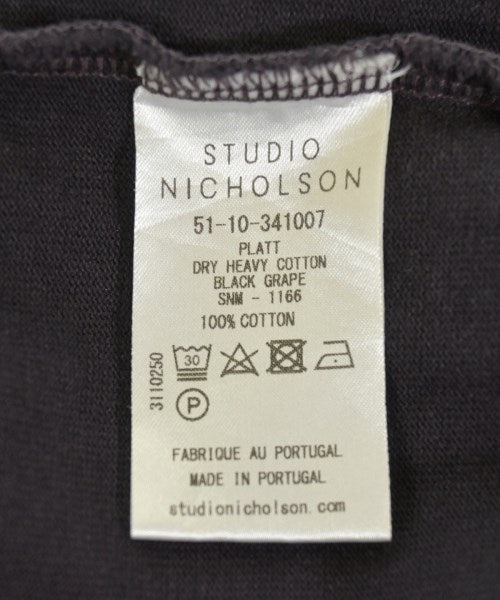 STUDIO
NICHOLSON
51-10-341007
PLATT
DRY HEAVY COTTON
BLACK GRAPE
SNM - 1166
100% COTTON
30
P
3110250
FABRIQUE AU PORTUGAL
MADE IN PORTUGAL
studionicholson.com